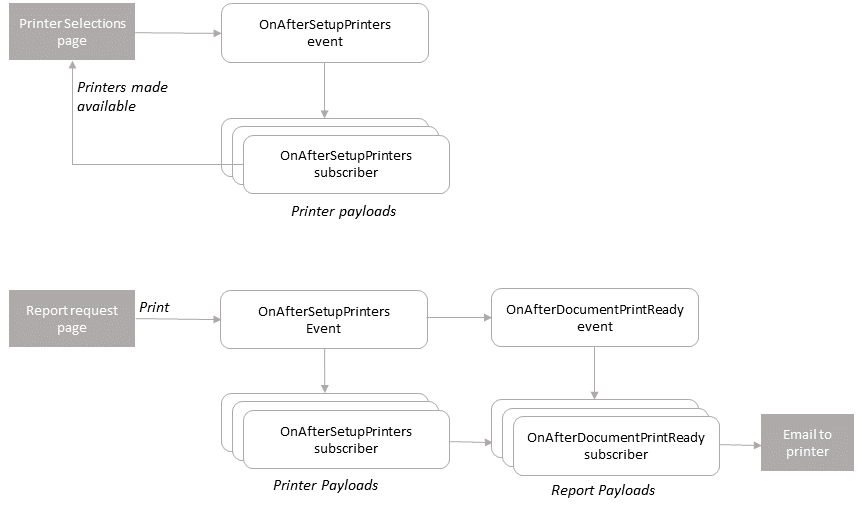 Printer Selections
page
OnAfterSetupPrinters
event
Printers made
available
OnAfterSetupPrinters
subscriber
Printer payloads
Report request
page
Print
OnAfterSetupPrinters
Event
OnAfterDocumentPrintReady
event
OnAfterSetupPrinters
subscriber
OnAfterDocumentPrintReady
subscriber
Email to
printer
Printer Payloads
Report Payloads